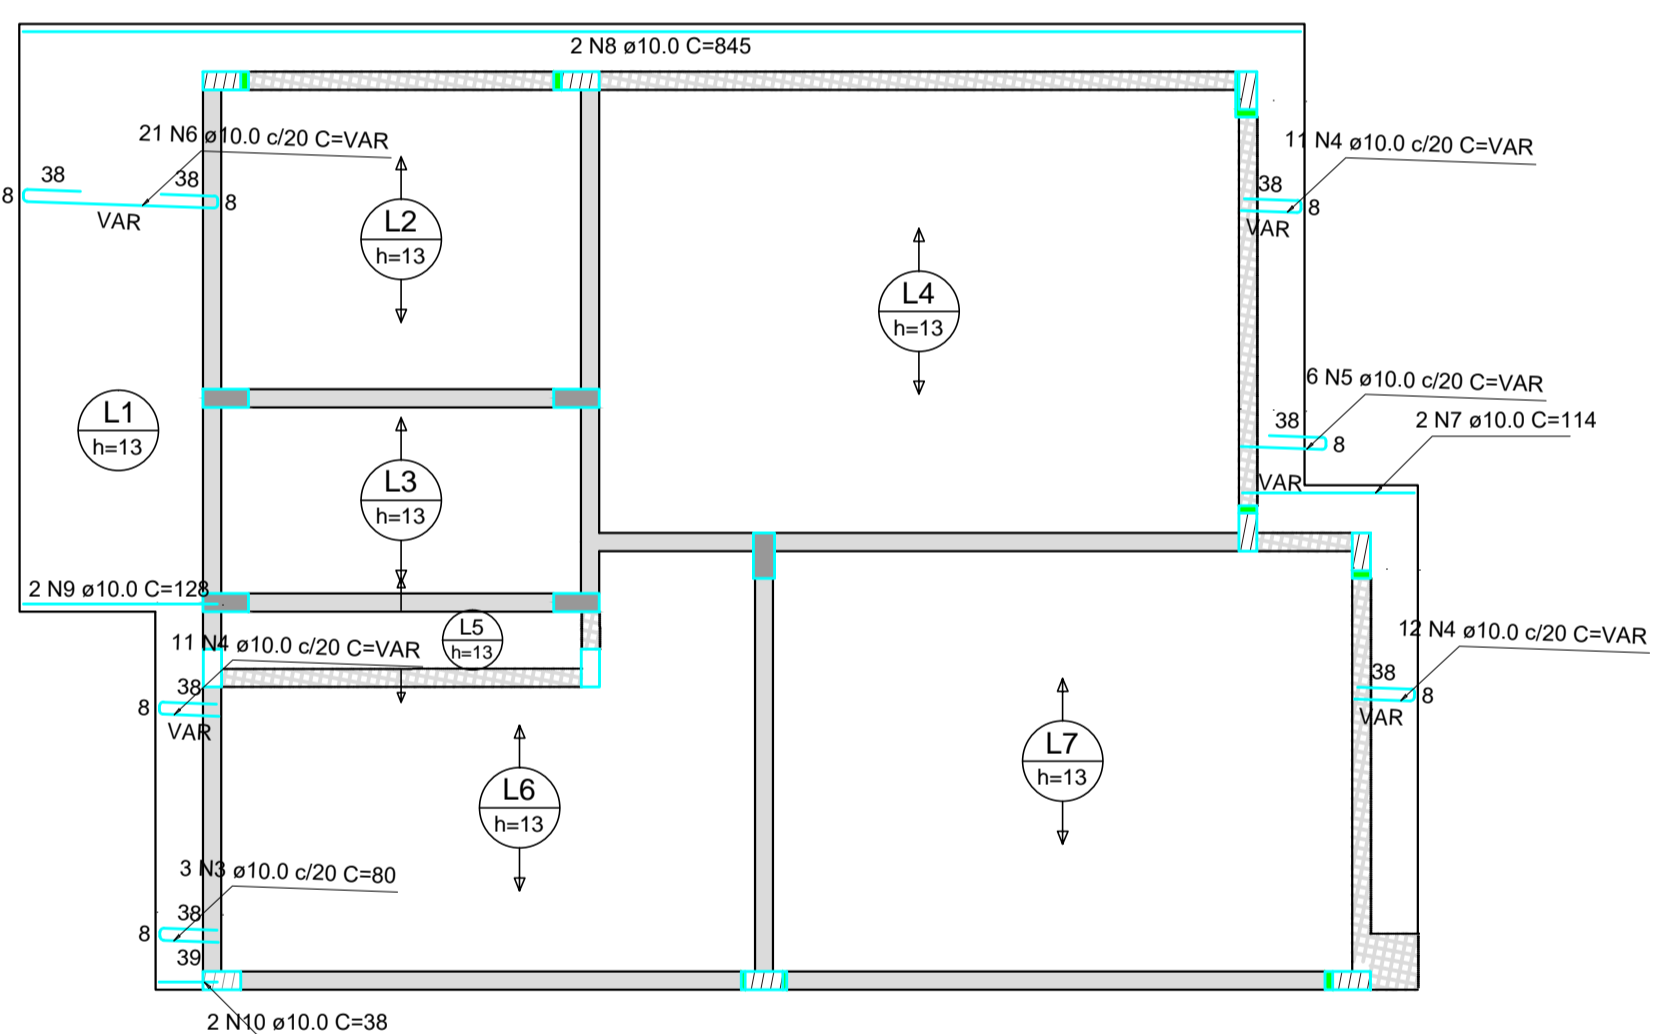 2 N8 ø10.0 C=845
21 N6 ø10.0 c/20 C=VAR
11 N4 ø10.0 c/20 C=VAR
38
38
8
8
VAR
38
8
VAR
L2
h=13
L4
h=13
6 N5 ø10.0 c/20 C=VAR
38
8
2 N7 ø10.0 C=114
VAR
L1
h=13
L3
h=13
2 N9 ø10.0 C=128
L5
h=13
11 N4 ø10.0 c/20 C=VAR
12 N4 ø10.0 c/20 C=VAR
38
8
VAR
38
8
VAR
L7
h=13
L6
h=13
3 N3 ø10.0 c/20 C=80
38
8
39
2 N10 ø10.0 C=38